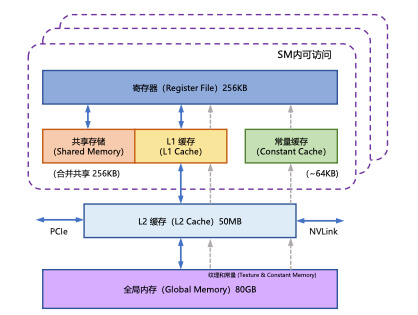 SM内可访问
寄存器（Register File）256KB
共享存储
(Shared Memory)
L1 缓存
(L1 Cache)
常量缓存
(Constant Cache)
(合并共享 256KB)
(~64KB)
L2 缓存（L2 Cache）50MB
PCIe
NVLink
纹理和常量 (Texture & Constant Memory)
全局内存（Global Memory）80GB